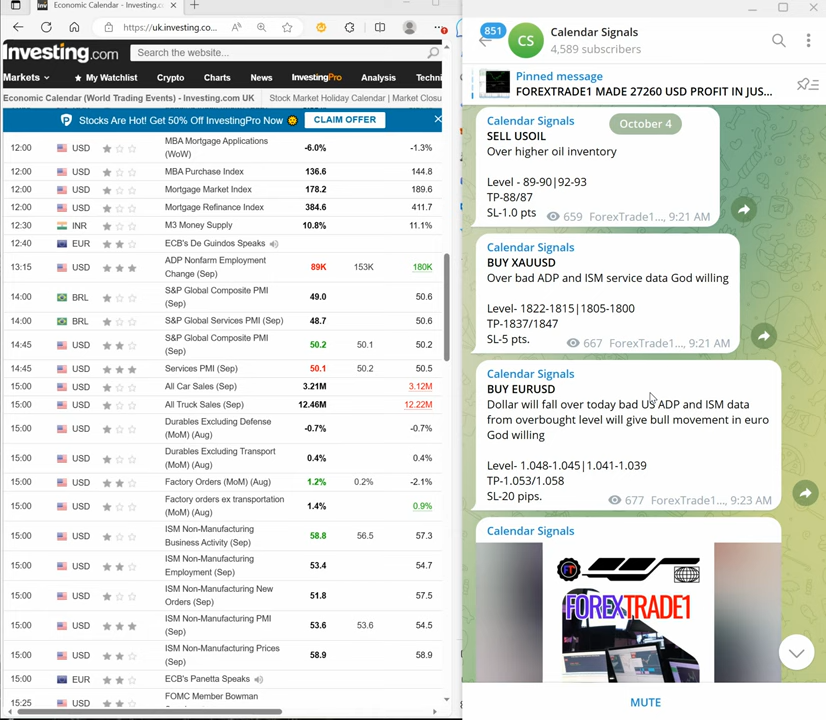 Economic Calendar - Investing.co
https://uk.investing.co...
Investing.com
Search the website...
Markets
My Watchlist
Crypto
Charts
News
InvestingPro
Analysis
Techni
Economic Calendar (World Trading Events) - Investing.com UK
Stock Market Holiday Calendar | Market Closu
Stocks Are Hot! Get 50% Off InvestingPro Now
CLAIM OFFER
12:00 USD MBA Mortgage Applications (WoW) -6.0% -1.3%
12:00 USD MBA Purchase Index 136.6 144.8
12:00 USD Mortgage Market Index 178.2 189.6
12:00 USD Mortgage Refinance Index 384.6 411.7
12:30 INR M3 Money Supply 10.8% 11.1%
12:40 EUR ECB's De Guindos Speaks
13:15 USD ADP Nonfarm Employment Change (Sep) 89K 153K 180K
14:00 BRL S&P Global Composite PMI (Sep) 49.0 50.6
14:00 BRL S&P Global Services PMI (Sep) 48.7 50.6
14:45 USD S&P Global Composite PMI (Sep) 50.2 50.1 50.2
14:45 USD Services PMI (Sep) 50.1 50.2 50.5
15:00 USD All Car Sales (Sep) 3.21M 3.12M
15:00 USD All Truck Sales (Sep) 12.46M 12.22M
15:00 USD Durables Excluding Defense (MoM) (Aug) -0.7% -0.7%
15:00 USD Durables Excluding Transport (MoM) (Aug) 0.4% 0.4%
15:00 USD Factory Orders (MoM) (Aug) 1.2% 0.2% -2.1%
15:00 USD Factory orders ex transportation (MoM) (Aug) 1.4% 0.9%
15:00 USD ISM Non-Manufacturing Business Activity (Sep) 58.8 56.5 57.3
15:00 USD ISM Non-Manufacturing Employment (Sep) 53.4 54.7
15:00 USD ISM Non-Manufacturing New Orders (Sep) 51.8 57.5
15:00 USD ISM Non-Manufacturing PMI (Sep) 53.6 53.6 54.5
15:00 USD ISM Non-Manufacturing Prices (Sep) 58.9 58.9
15:00 EUR ECB's Panetta Speaks
15:25 USD FOMC Member Bowman
851
CS
Calendar Signals
4,589 subscribers
Pinned message
FOREXTRADE1 MADE 27260 USD PROFIT IN JUS...
October 4
Calendar Signals
SELL USOIL
Over higher oil inventory
Level - 89-90|92-93
TP-88/87
SL-1.0 pts
659 ForexTrade1..., 9:21 AM
Calendar Signals
BUY XAUUSD
Over bad ADP and ISM service data God willing
Level- 1822-1815|1805-1800
TP-1837/1847
SL-5 pts.
667 ForexTrade1..., 9:21 AM
Calendar Signals
BUY EURUSD
Dollar will fall over today bad US ADP and ISM data
from overbought level will give bull movement in euro
God willing
Level- 1.048-1.045|1.041-1.039
TP-1.053/1.058
SL-20 pips.
677 ForexTrade1..., 9:23 AM
Calendar Signals
FT
FOREXTRADE1
MUTE